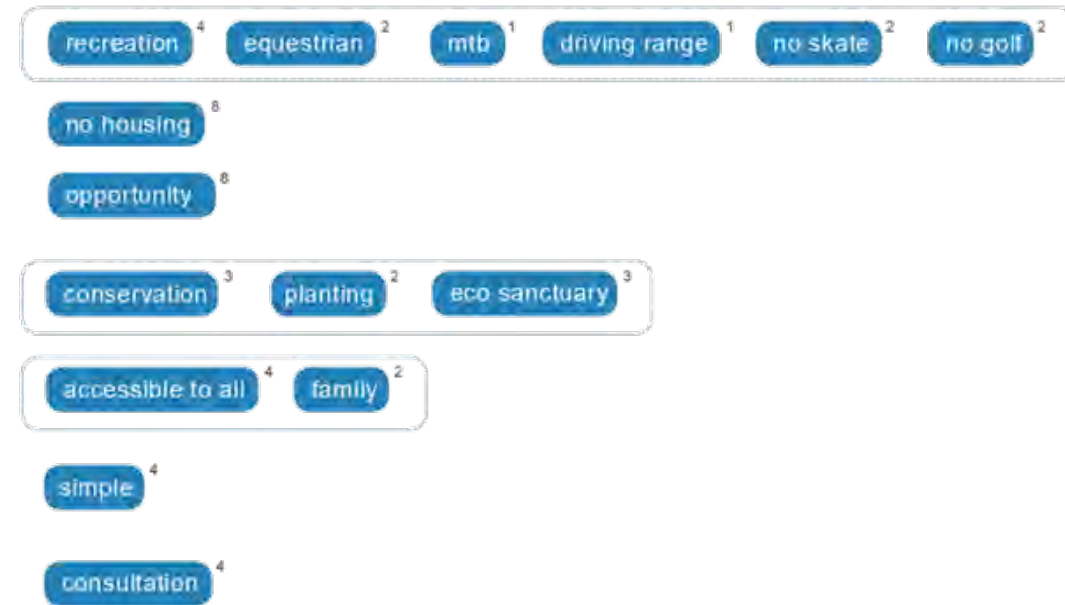 recreation 4 equestrian 2 mtb 1 driving range 1 no skate 2 no golf 2
no housing 8
opportunity 8
conservation 3 planting 2 eco sanctuary 3
accessible to all 4 family 2
simple 4
consultation 4